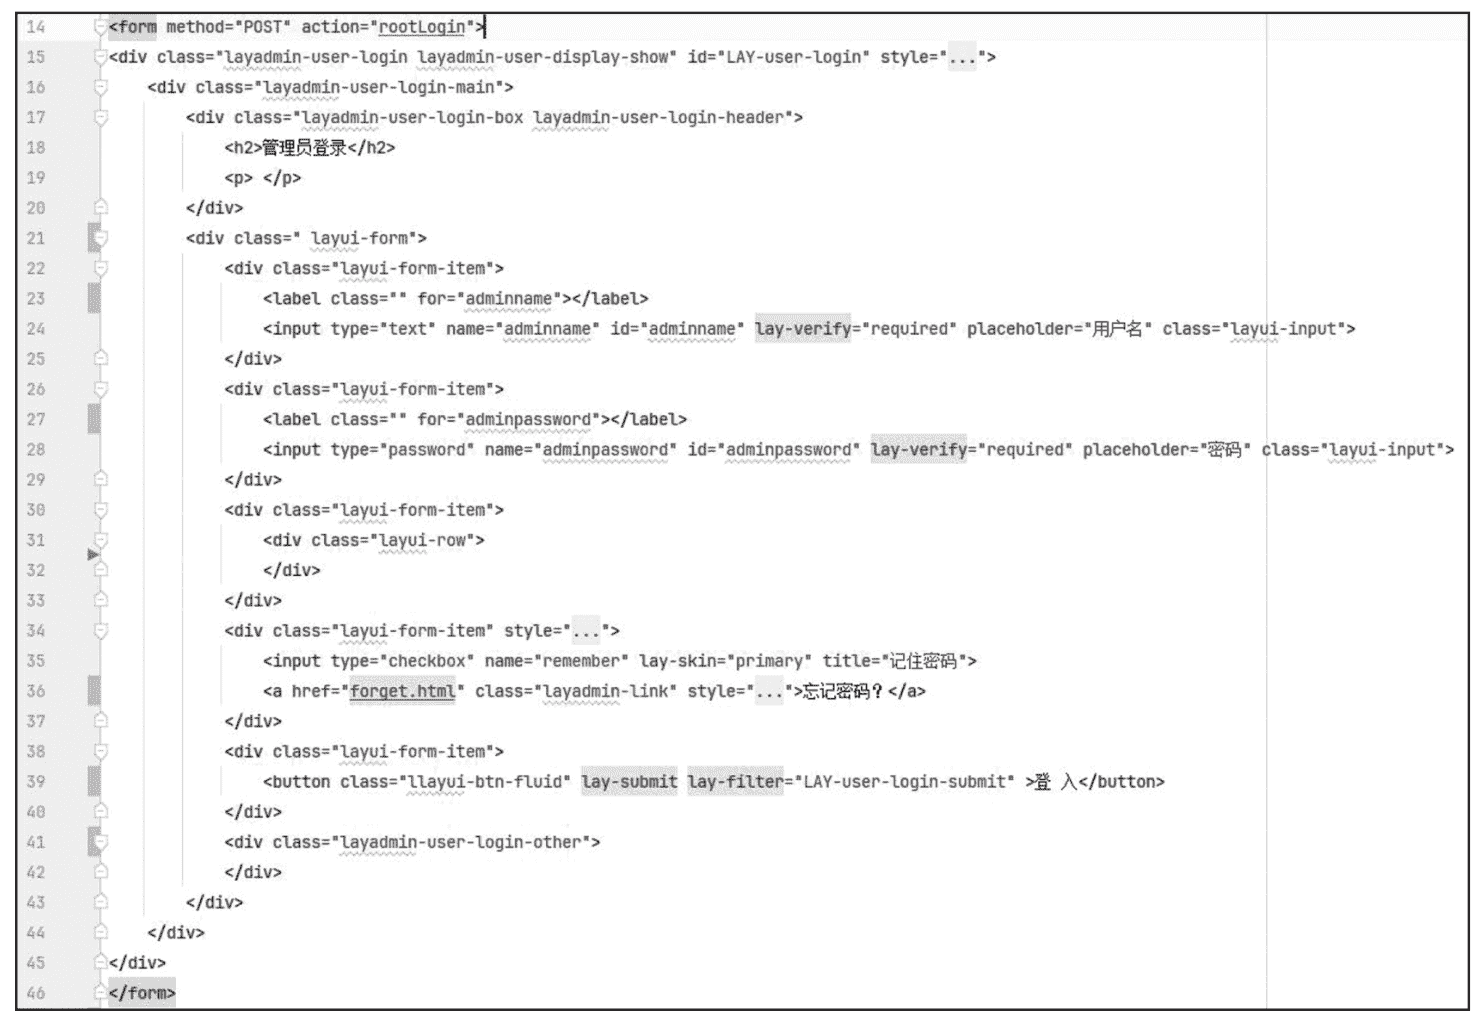 14 <form method="POST" action="rootLogin">
15 <div class="layadmin-user-login layadmin-user-display-show" id="LAY-user-login" style="...">
16 <div class="layadmin-user-login-main">
17 <div class="layadmin-user-login-box layadmin-user-login-header">
18 <h2>管理员登录</h2>
19 <p> </p>
20 </div>
21 <div class=" layui-form">
22 <div class="layui-form-item">
23 <label class="" for="adminname"></label>
24 <input type="text" name="adminname" id="adminname" lay-verify="required" placeholder="用户名" class="layui-input">
25 </div>
26 <div class="layui-form-item">
27 <label class="" for="adminpassword"></label>
28 <input type="password" name="adminpassword" id="adminpassword" lay-verify="required" placeholder="密码" class="layui-input">
29 </div>
30 <div class="layui-form-item">
31 <div class="layui-row">
32 </div>
33 </div>
34 <div class="layui-form-item" style="...">
35 <input type="checkbox" name="remember" lay-skin="primary" title="记住密码">
36 <a href="forget.html" class="layadmin-link" style="...">忘记密码？</a>
37 </div>
38 <div class="layui-form-item">
39 <button class="llayui-btn-fluid" lay-submit lay-filter="LAY-user-login-submit" >登 入</button>
40 </div>
41 <div class="layadmin-user-login-other">
42 </div>
43 </div>
44 </div>
45 </div>
46 </form>